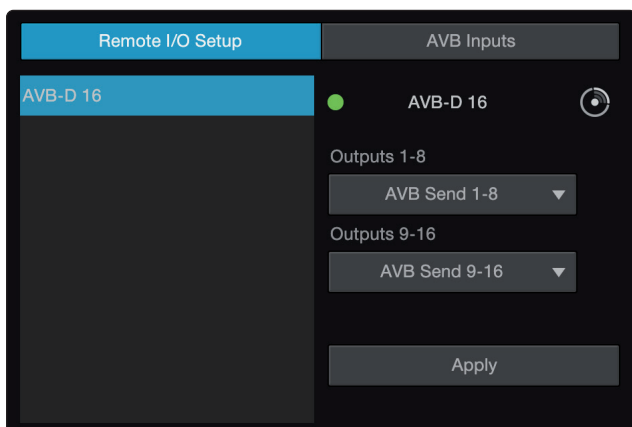 Remote I/O Setup
AVB Inputs
AVB-D 16
AVB-D 16
Outputs 1-8
AVB Send 1-8
Outputs 9-16
AVB Send 9-16
Apply